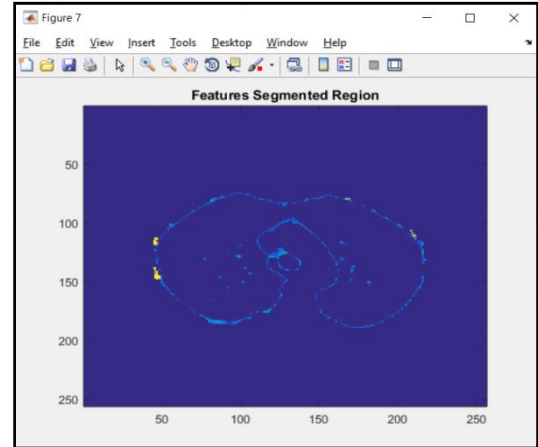 Figure 7
File Edit View Insert Tools Desktop Window Help
Features Segmented Region
50
100
150
200
250
50 100 150 200 250